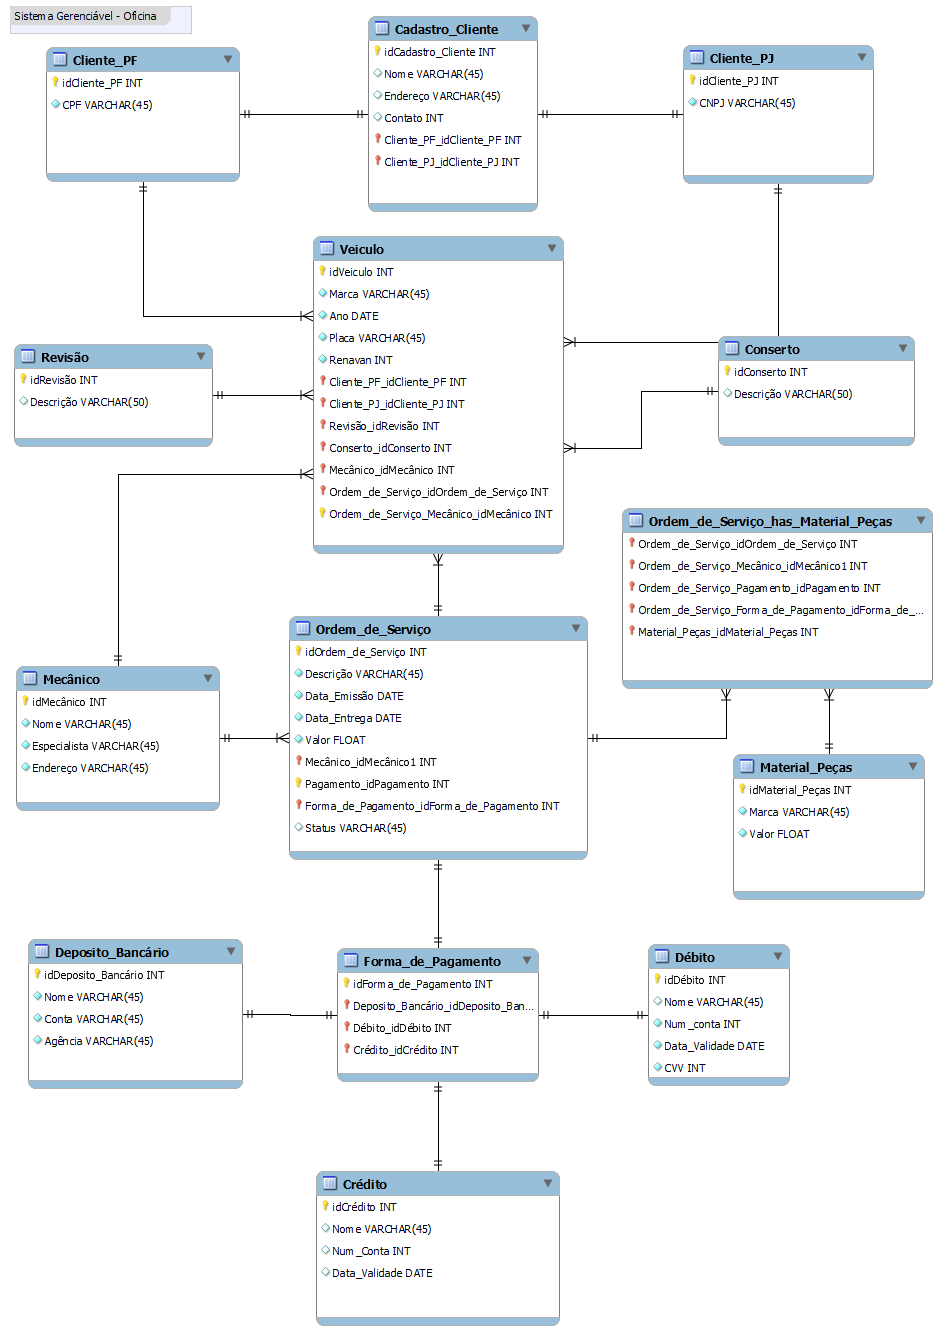 Sistema Gerenciável - Oficina
Cliente_PF
idCliente_PF INT
CPF VARCHAR(45)
Cadastro_Cliente
idCadastro_Cliente INT
Nome VARCHAR(45)
Endereço VARCHAR(45)
Contato INT
Cliente_PF_idCliente_PF INT
Cliente_PJ_idCliente_PJ INT
Cliente_PJ
idCliente_PJ INT
CNPJ VARCHAR(45)
Veiculo
idVeiculo INT
Marca VARCHAR(45)
Ano DATE
Placa VARCHAR(45)
Renavan INT
Cliente_PF_idCliente_PF INT
Cliente_PJ_idCliente_PJ INT
Revisão_idRevisão INT
Conserto_idConserto INT
Mecânico_idMecânico INT
Ordem_de_Serviço_idOrdem_de_Serviço INT
Ordem_de_Serviço_Mecânico_idMecânico INT
Revisão
idRevisão INT
Descrição VARCHAR(50)
Conserto
idConserto INT
Descrição VARCHAR(50)
Ordem_de_Serviço_has_Material_Peças
Ordem_de_Serviço_idOrdem_de_Serviço INT
Ordem_de_Serviço_Mecânico_idMecânico1 INT
Ordem_de_Serviço_Pagamento_idPagamento INT
Ordem_de_Serviço_Forma_de_Pagamento_idForma_de_...
Material_Peças_idMaterial_Peças INT
Ordem_de_Serviço
idOrdem_de_Serviço INT
Descrição VARCHAR(45)
Data_Emissão DATE
Data_Entrega DATE
Valor FLOAT
Mecânico_idMecânico1 INT
Pagamento_idPagamento INT
Forma_de_Pagamento_idForma_de_Pagamento INT
Status VARCHAR(45)
Mecânico
idMecânico INT
Nome VARCHAR(45)
Especialista VARCHAR(45)
Endereço VARCHAR(45)
Material_Peças
idMaterial_Peças INT
Marca VARCHAR(45)
Valor FLOAT
Deposito_Bancário
idDeposito_Bancário INT
Nome VARCHAR(45)
Conta VARCHAR(45)
Agência VARCHAR(45)
Forma_de_Pagamento
idForma_de_Pagamento INT
Deposito_Bancário_idDeposito_Ban...
Débito_idDébito INT
Crédito_idCrédito INT
Débito
idDébito INT
Nome VARCHAR(45)
Num_conta INT
Data_Validade DATE
CVV INT
Crédito
idCrédito INT
Nome VARCHAR(45)
Num_Conta INT
Data_Validade DATE